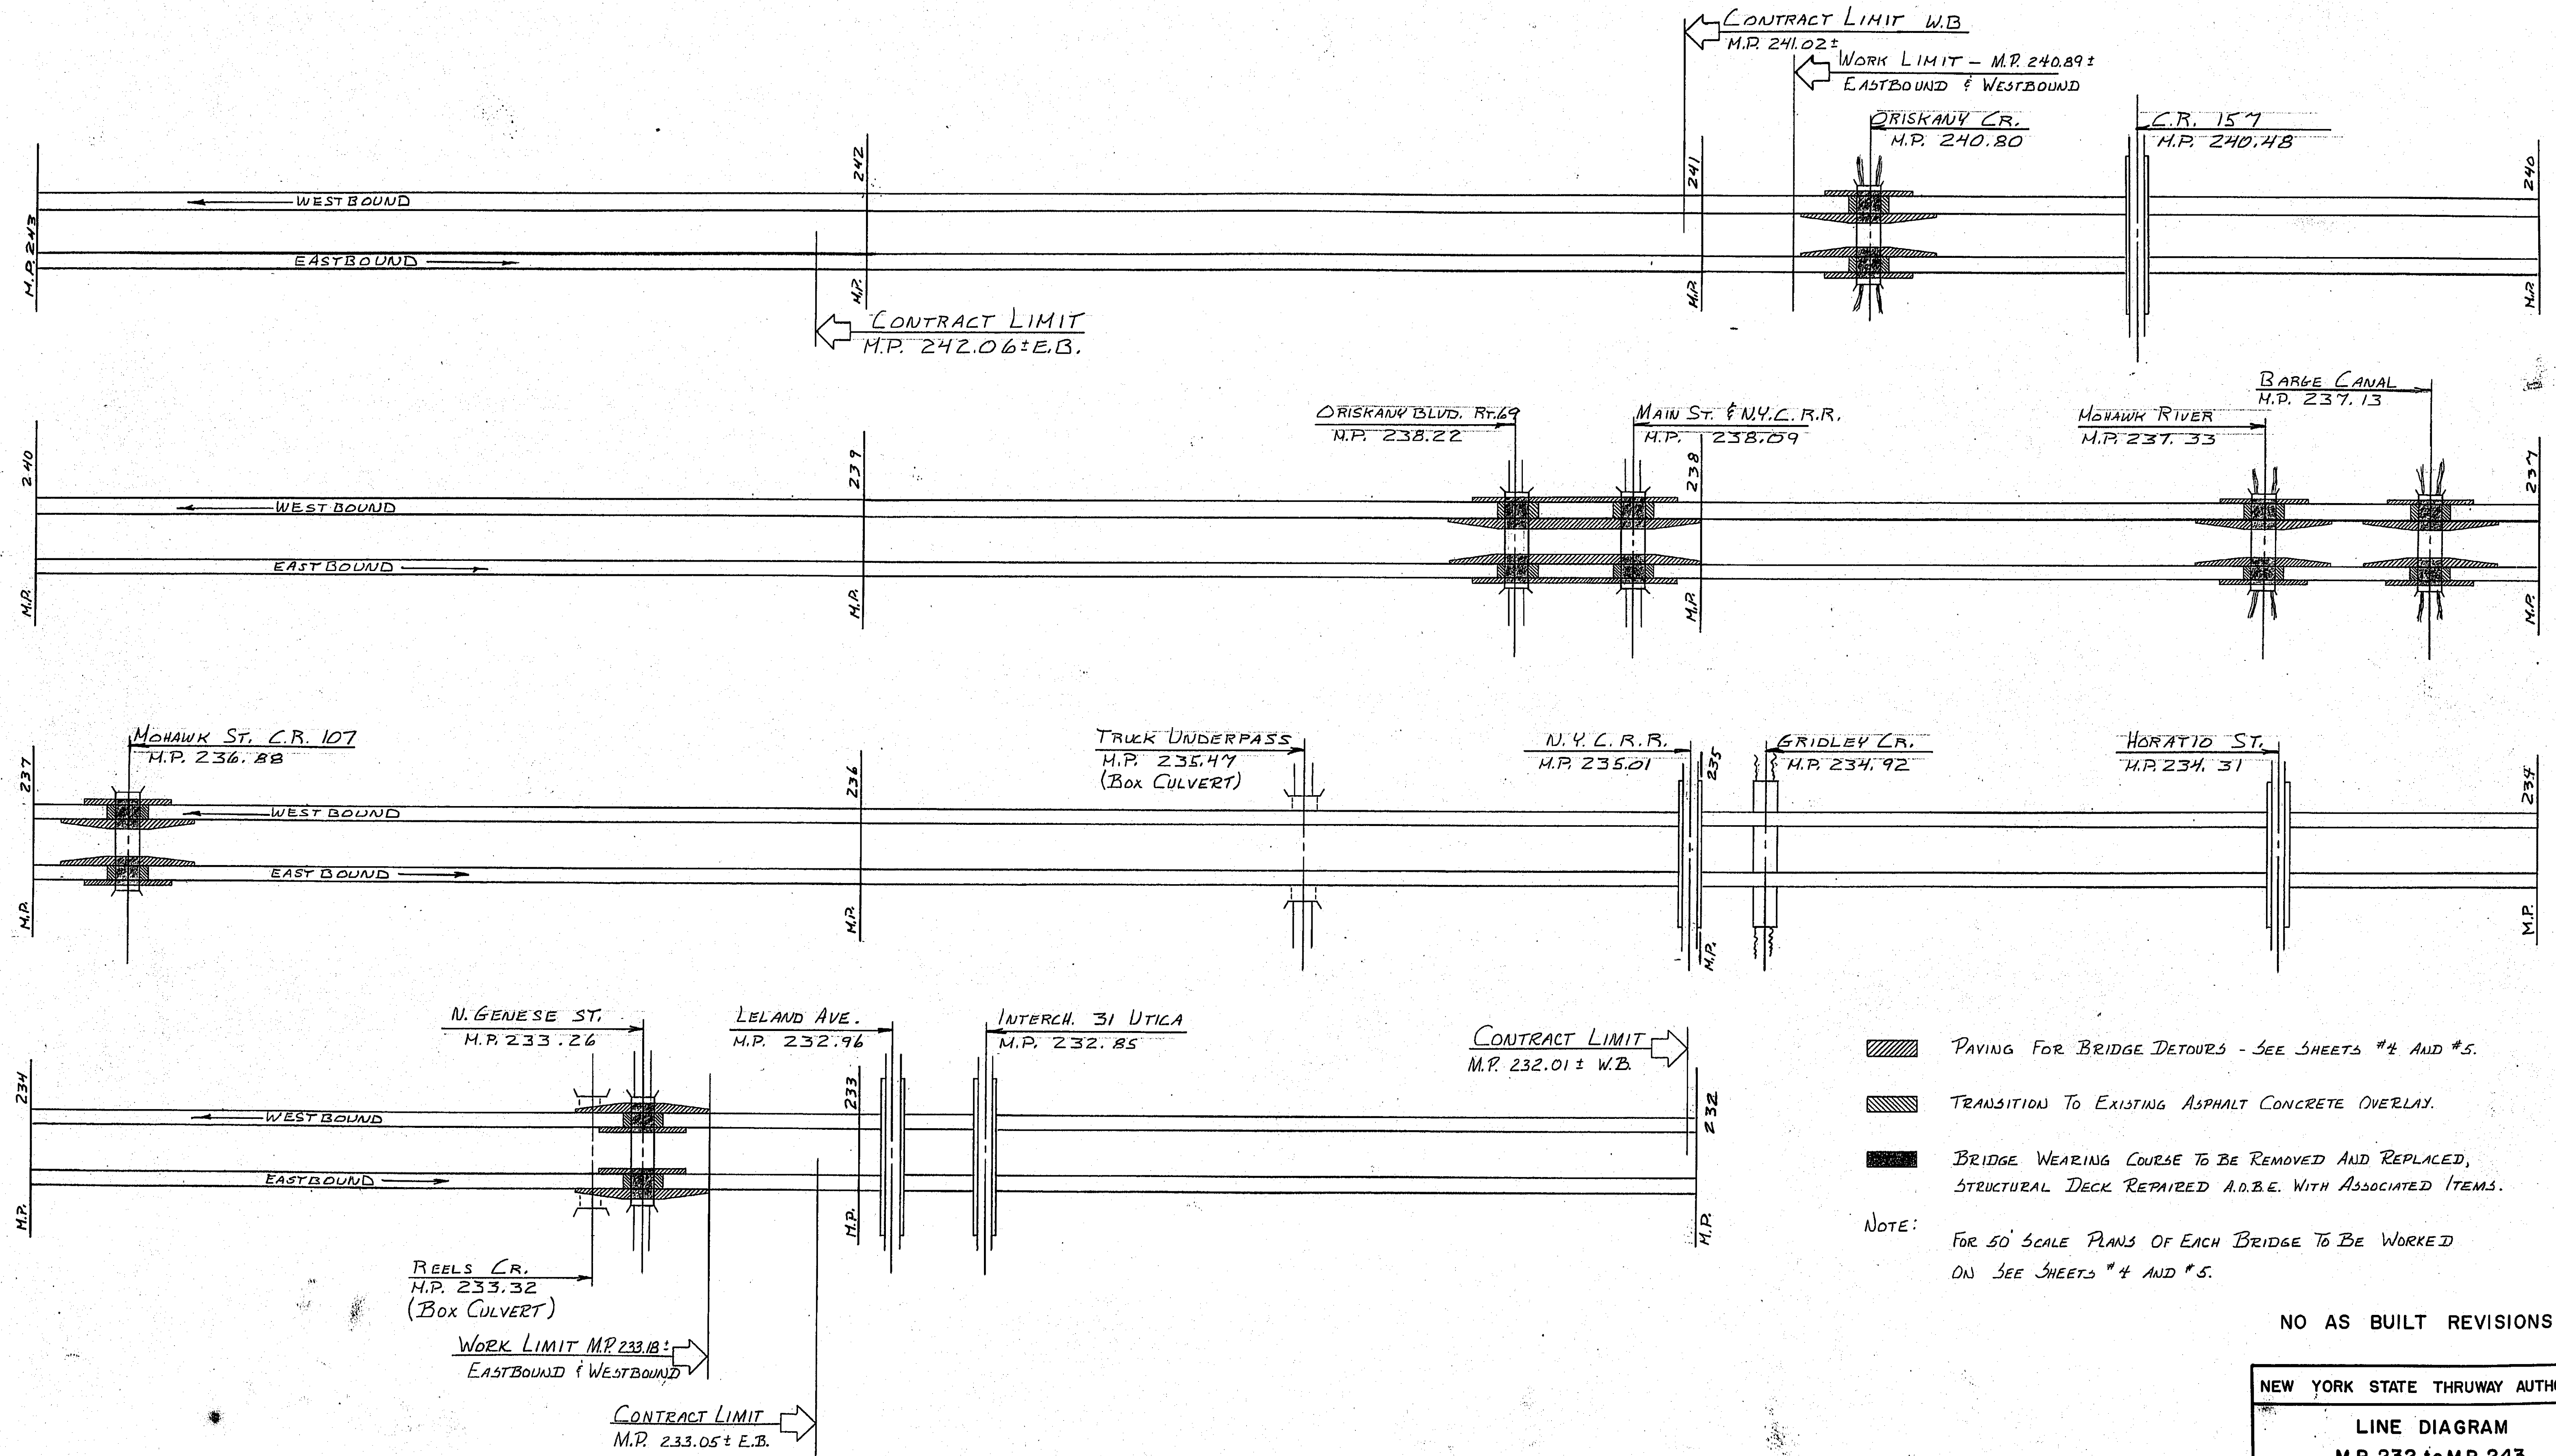 CONTRACT LIMIT W.B
M.P. 241.02±
WORK LIMIT - M.P. 240.89±
EASTBOUND & WESTBOUND
ORISKANY CR.
M.P. 240.80
C.R. 157
M.P. 240.48
M.P. 243
WESTBOUND
EASTBOUND
242
M.P.
241
M.P.
240
M.P.
CONTRACT LIMIT
M.P. 242.06± E.B.
ORISKANY BLVD. RT.69
M.P. 238.22
MAIN ST. & N.Y.C.R.R.
M.P. 238.09
MOHAWK RIVER
M.P. 237.33
BARGE CANAL
M.P. 237.13
240
M.P.
WESTBOUND
EASTBOUND
239
M.P.
238
M.P.
237
M.P.
MOHAWK ST. C.R. 107
M.P. 236.88
TRUCK UNDERPASS
M.P. 235.47
(BOX CULVERT)
N.Y.C.R.R.
M.P. 235.01
GRIDLEY CR.
M.P. 234.92
HORATIO ST.
M.P. 234.31
237
M.P.
WESTBOUND
EASTBOUND
236
M.P.
235
M.P.
234
M.P.
N. GENESE ST.
M.P. 233.26
LELAND AVE.
M.P. 232.96
INTERCH. 31 UTICA
M.P. 232.85
CONTRACT LIMIT
M.P. 232.01± W.B.
234
M.P.
WESTBOUND
EASTBOUND
233
M.P.
232
M.P.
REELS CR.
M.P. 233.32
(BOX CULVERT)
WORK LIMIT M.P. 233.18±
EASTBOUND & WESTBOUND
CONTRACT LIMIT
M.P. 233.05± E.B.
PAVING FOR BRIDGE DETOURS - SEE SHEETS #4 AND #5.
TRANSITION TO EXISTING ASPHALT CONCRETE OVERLAY.
BRIDGE WEARING COURSE TO BE REMOVED AND REPLACED,
STRUCTURAL DECK REPAIRED A.O.B.E. WITH ASSOCIATED ITEMS.
NOTE:
FOR 50' SCALE PLANS OF EACH BRIDGE TO BE WORKED
ON SEE SHEETS #4 AND #5.
NO AS BUILT REVISIONS
NEW YORK STATE THRUWAY AUTHO
LINE DIAGRAM
M.P. 232 to M.P. 243